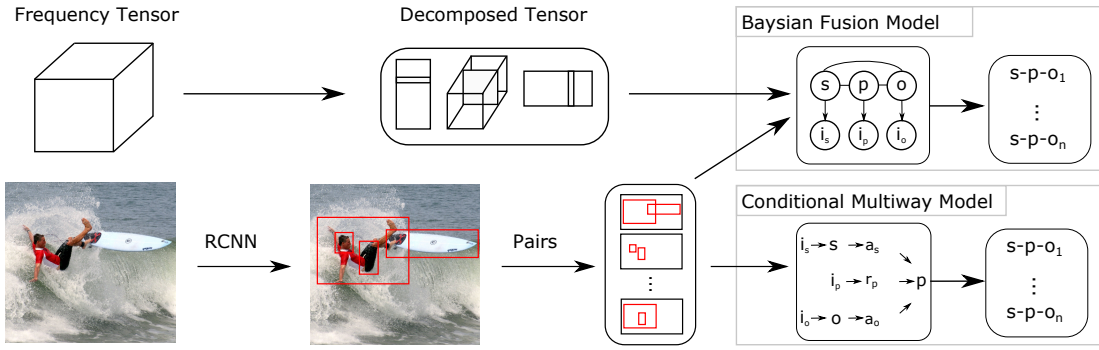 Frequency Tensor
Decomposed Tensor
Baysian Fusion Model
s p o
i_s i_p i_o
s-p-o_1
⋮
s-p-o_n
RCNN
Pairs
⋮
Conditional Multiway Model
i_s → s → a_s
i_p → r_p → p
i_o → o → a_o
s-p-o_1
⋮
s-p-o_n